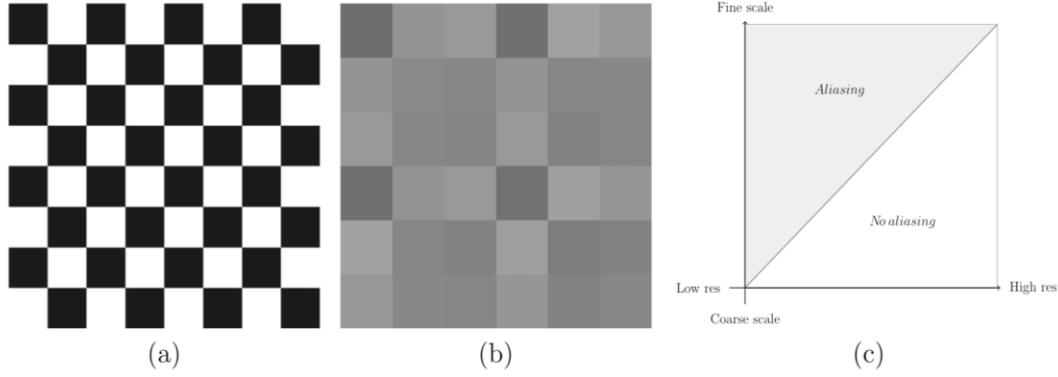 Fine scale
Aliasing
No aliasing
Low res
High res
Coarse scale
(a)
(b)
(c)